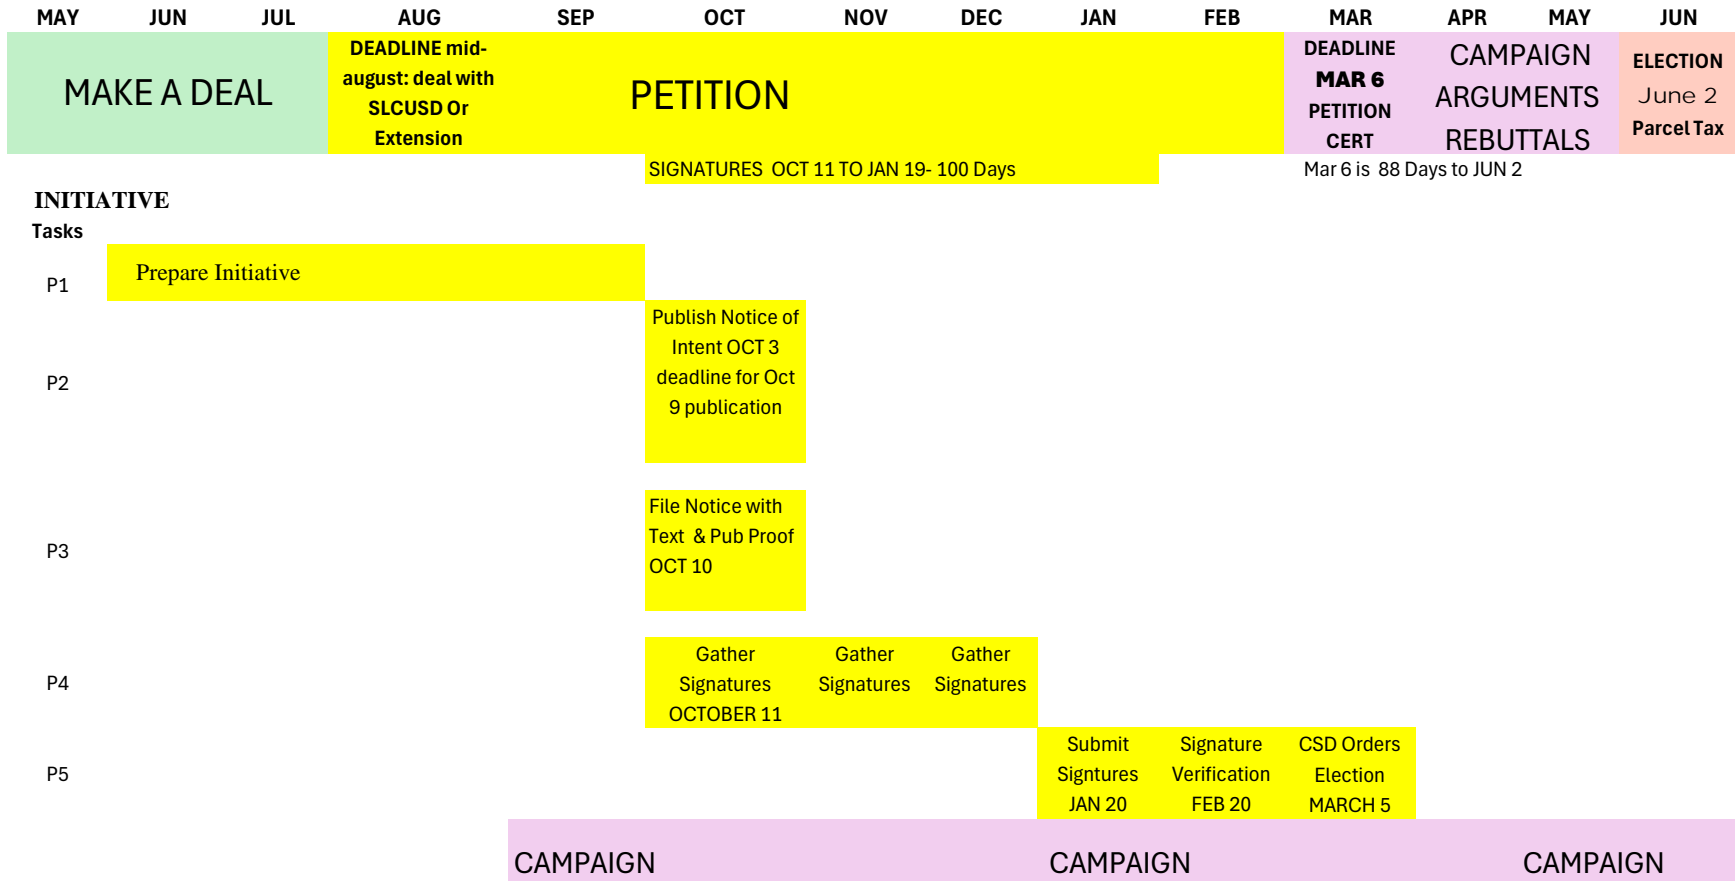 MAY JUN JUL AUG SEP OCT NOV DEC JAN FEB MAR APR MAY JUN
MAKE A DEAL
DEADLINE mid-
august: deal with
SLCUSD Or
Extension
PETITION
DEADLINE
MAR 6
PETITION
CERT
CAMPAIGN
ARGUMENTS
REBUTTALS
ELECTION
June 2
Parcel Tax
SIGNATURES OCT 11 TO JAN 19- 100 Days
Mar 6 is 88 Days to JUN 2
INITIATIVE
Tasks
P1
Prepare Initiative
P2
Publish Notice of
Intent OCT 3
deadline for Oct
9 publication
P3
File Notice with
Text & Pub Proof
OCT 10
P4
Gather
Signatures
OCTOBER 11
Gather
Signatures
Gather
Signatures
P5
Submit
Signtures
JAN 20
Signature
Verification
FEB 20
CSD Orders
Election
MARCH 5
CAMPAIGN CAMPAIGN CAMPAIGN